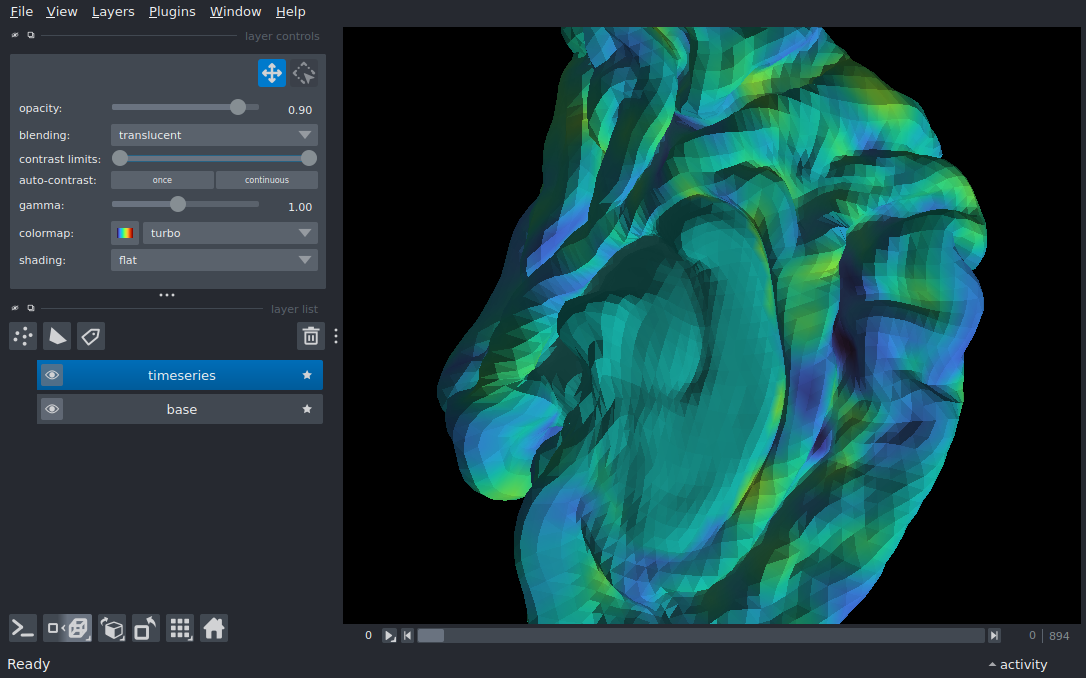 File View Layers Plugins Window Help
layer controls
opacity: 0.90
blending: translucent
contrast limits:
auto-contrast: once continuous
gamma: 1.00
colormap: turbo
shading: flat
layer list
timeseries
base
0 0 894
Ready activity